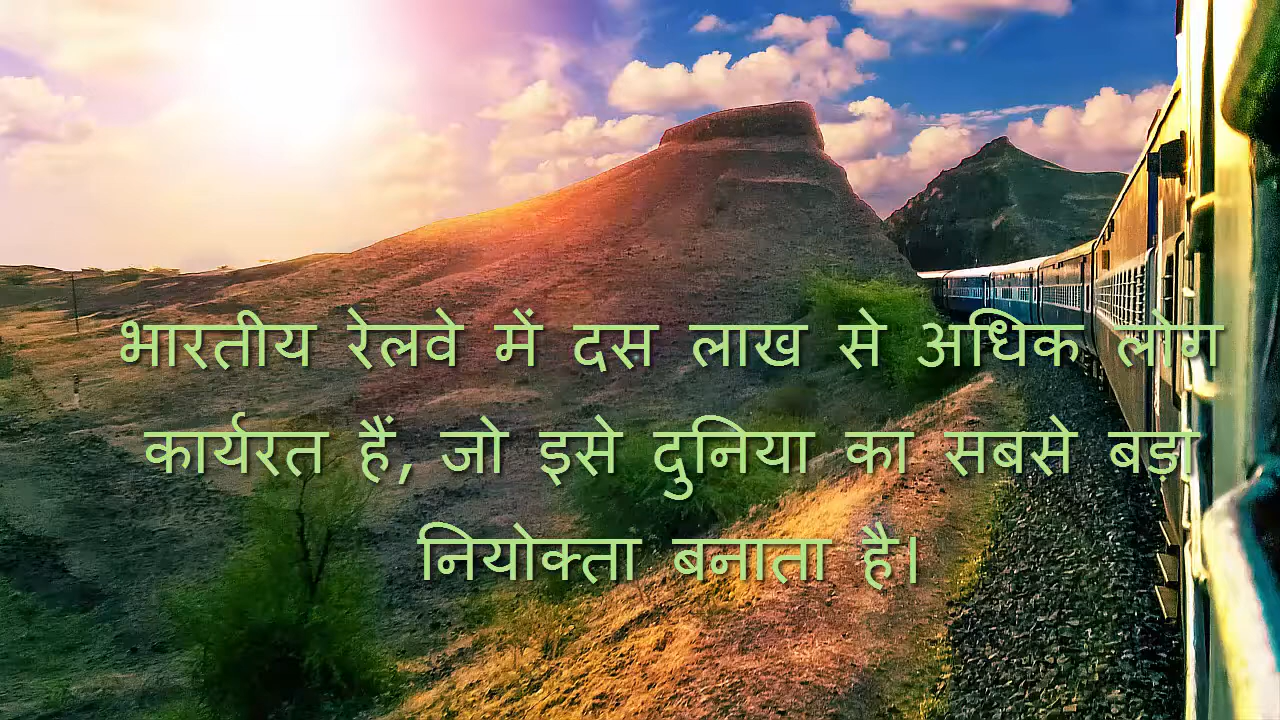 भारतीय रेलवे में दस लाख से अधिक लोग
कार्यरत हैं, जो इसे दुनिया का सबसे बड़ा
नियोक्ता बनाता है।